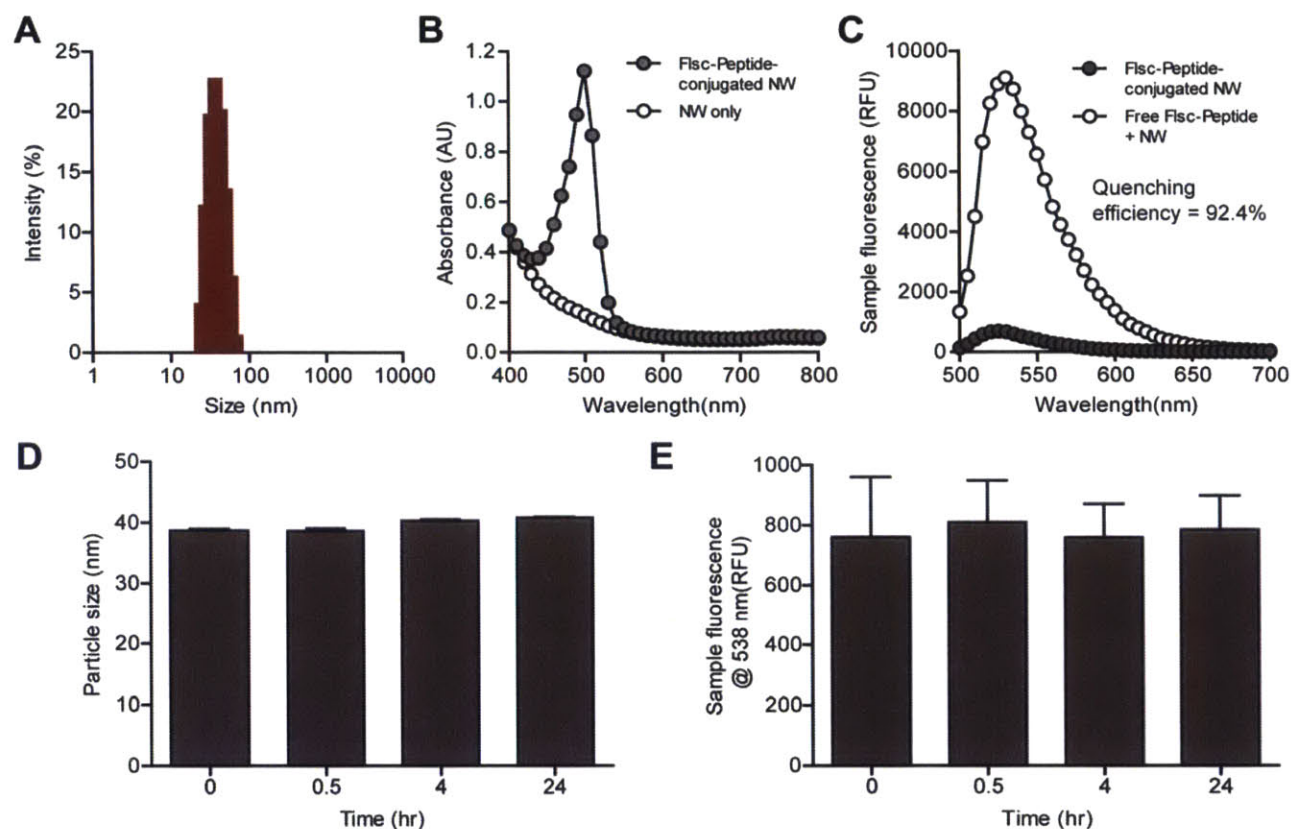 A
25
20
15
10
5
0
Intensity (%)
1
10
100
1000
10000
Size (nm)
B
1.2
1.0
0.8
0.6
0.4
0.2
0.0
Absorbance (AU)
Flsc-Peptide-
conjugated NW
NW only
400
500
600
700
800
Wavelength(nm)
C
10000
8000
6000
4000
2000
0
Sample fluorescence (RFU)
Flsc-Peptide-
conjugated NW
Free Flsc-Peptide
+ NW
Quenching
efficiency = 92.4%
500
550
600
650
700
Wavelength(nm)
D
50
40
30
20
10
0
Particle size (nm)
0
0.5
4
24
Time (hr)
E
1000
800
600
400
200
0
Sample fluorescence
@ 538 nm(RFU)
0
0.5
4
24
Time (hr)